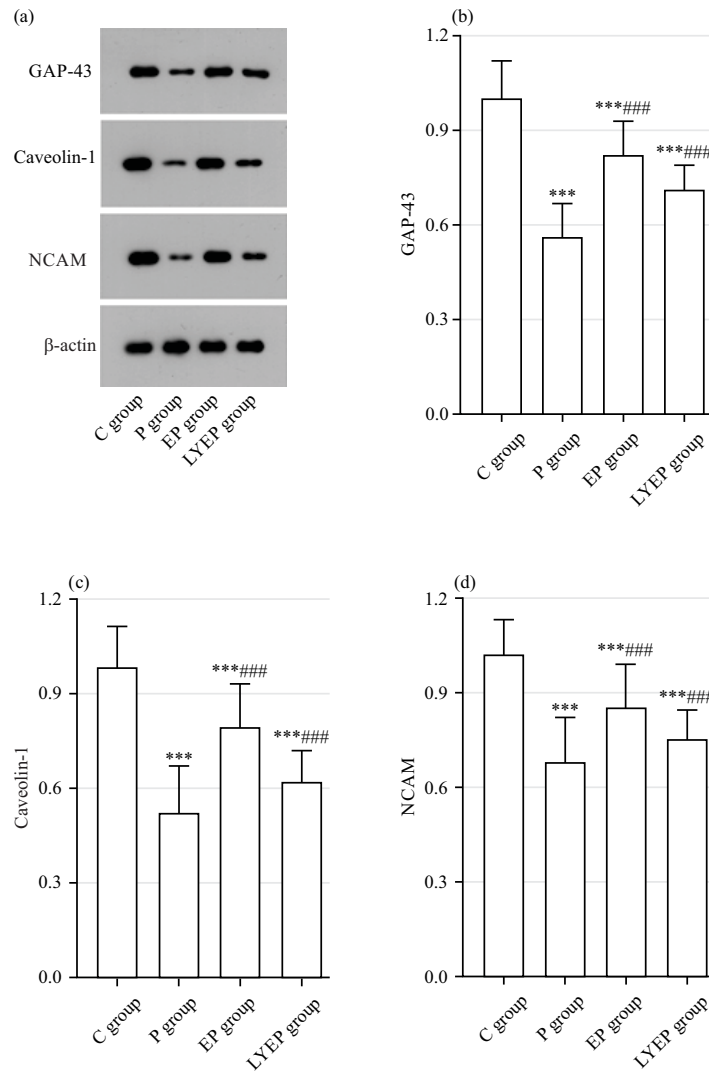 (a)
GAP-43
Caveolin-1
NCAM
β-actin
C group
P group
EP group
LYEP group
(b)
1.2
0.9
0.6
0.3
0.0
GAP-43
***
***###
***###
C group
P group
EP group
LYEP group
(c)
1.2
0.9
0.6
0.3
0.0
Caveolin-1
***
***###
***###
C group
P group
EP group
LYEP group
(d)
1.2
0.9
0.6
0.3
0.0
NCAM
***
***###
***###
C group
P group
EP group
LYEP group